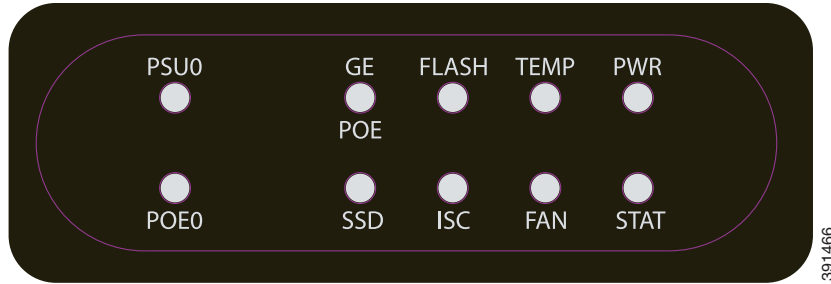 PSU0 GE FLASH TEMP PWR
POE
POE0 SSD ISC FAN STAT
391466